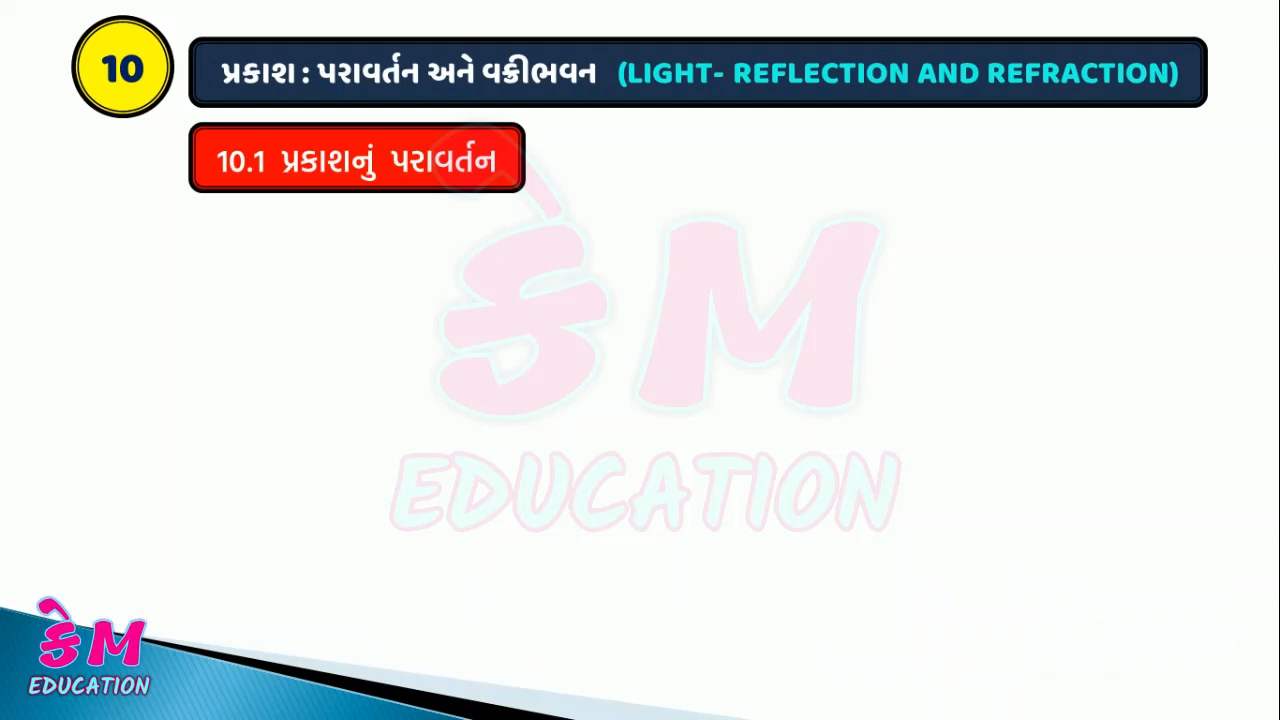 10
પ્રકાશ : પરાવર્તન અને વક્રીભવન (LIGHT- REFLECTION AND REFRACTION)
10.1 પ્રકાશનું પરાવર્તન
કેM
EDUCATION
કેM
EDUCATION